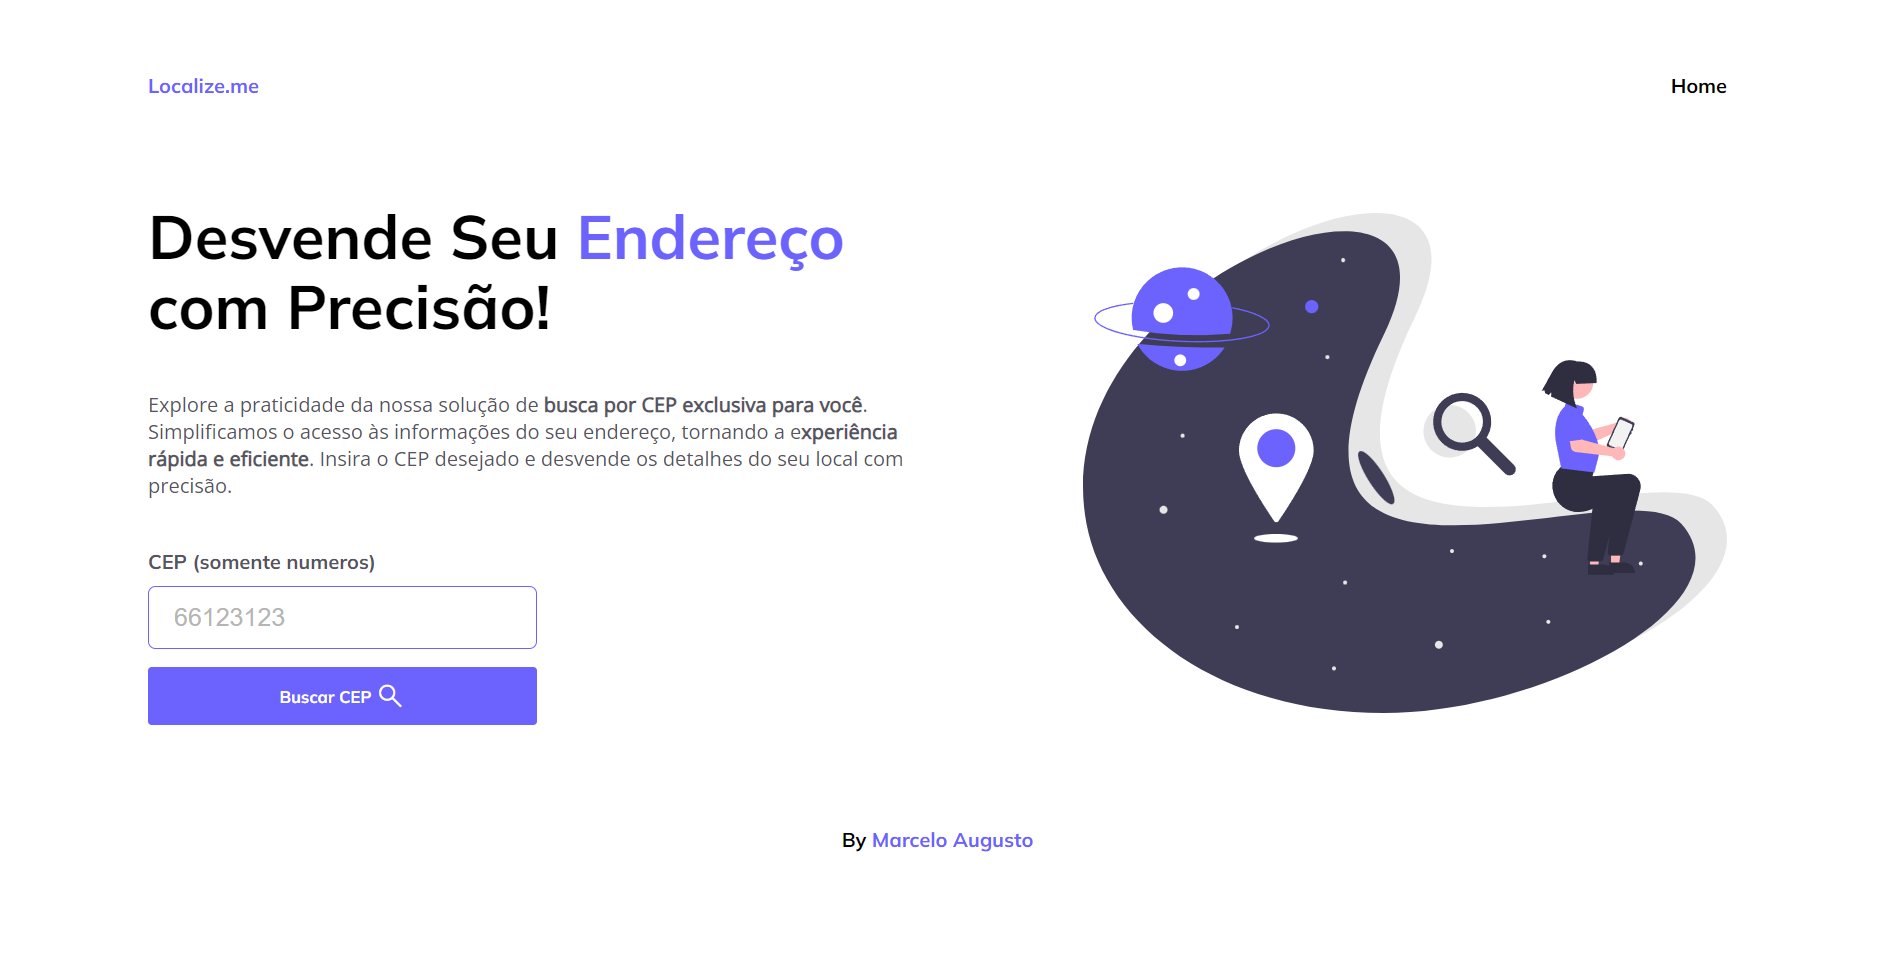 Localize.me
Home
Desvende Seu Endereço
com Precisão!
Explore a praticidade da nossa solução de busca por CEP exclusiva para você.
Simplificamos o acesso às informações do seu endereço, tornando a experiência
rápida e eficiente. Insira o CEP desejado e desvende os detalhes do seu local com
precisão.
CEP (somente numeros)
66123123
Buscar CEP
By Marcelo Augusto